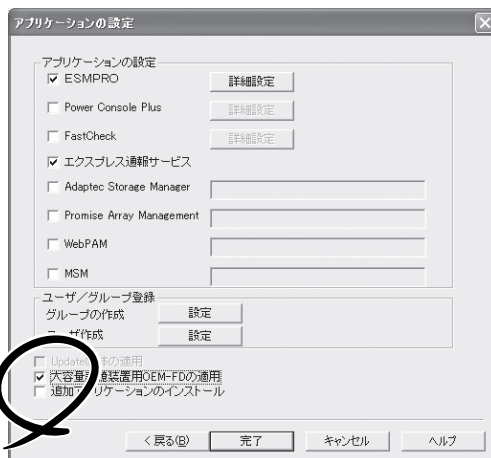 アプリケーションの設定
アプリケーションの設定
ESMPRO
詳細設定
Power Console Plus
詳細設定
FastCheck
詳細設定
エクスプレス通報サービス
Adaptec Storage Manager
Promise Array Management
WebPAM
MSM
ユーザ/グループ登録
グループの作成
設定
ユーザ作成
設定
の適用
大容量 装置用OEM-FDの適用
追加アプリケーションのインストール
< 戻る(B)
完了
キャンセル
ヘルプ